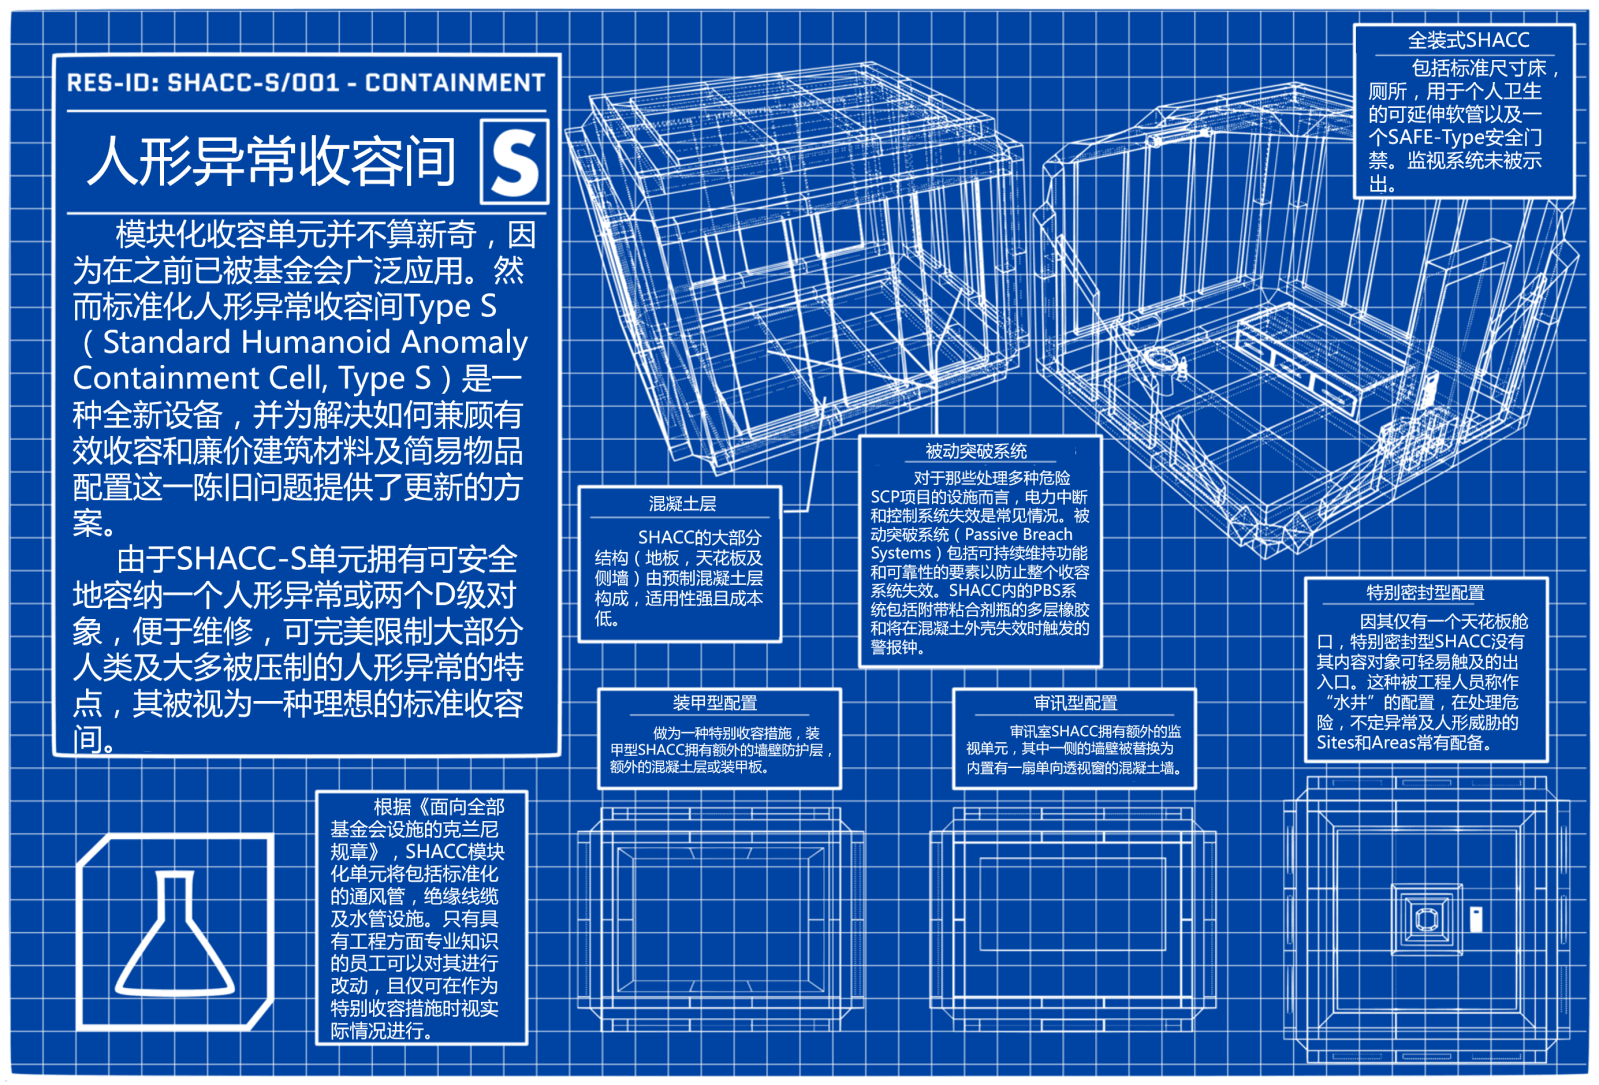 RES-ID: SHACC-S/001 - CONTAINMENT
人形异常收容间
S
模块化收容单元并不算新奇，因
为在之前已被基金会广泛应用。然
而标准化人形异常收容间Type S
（Standard Humanoid Anomaly
Containment Cell, Type S）是一
种全新设备，并为解决如何兼顾有
效收容和廉价建筑材料及简易物品
配置这一陈旧问题提供了更新的方
案。
由于SHACC-S单元拥有可安全
地容纳一个人形异常或两个D级对
象，便于维修，可完美限制大部分
人类及大多被压制的人形异常的特
点，其被视为一种理想的标准收容
间。
全装式SHACC
包括标准尺寸床，
厕所，用于个人卫生
的可延伸软管以及一
个SAFE-Type安全门
禁。监视系统未被示
出。
混凝土层
SHACC的大部分
结构（地板，天花板及
侧墙）由预制混凝土层
构成，适用性强且成本
低。
被动突破系统
对于那些处理多种危险
SCP项目的设施而言，电力中断
和控制系统失效是常见情况。被
动突破系统（Passive Breach
Systems）包括可持续维持功能
和可靠性的要素以防止整个收容
系统失效。SHACC内的PBS系
统包括附带粘合剂瓶的多层橡胶
和将在混凝土外壳失效时触发的
警报钟。
特别密封型配置
因其仅有一个天花板舱
口，特别密封型SHACC没有
其内容对象可轻易触及的出
入口。这种被工程人员称作
“水井”的配置，在处理危
险，不定异常及人形威胁的
Sites和Areas常有配备。
装甲型配置
做为一种特别收容措施，装
甲型SHACC拥有额外的墙壁防护层，
额外的混凝土层或装甲板。
审讯型配置
审讯室SHACC拥有额外的监
视单元，其中一侧的墙壁被替换为
内置有一扇单向透视窗的混凝土墙。
根据《面向全部
基金会设施的克兰尼
规章》，SHACC模块
化单元将包括标准化
的通风管，绝缘线缆
及水管设施。只有具
有工程方面专业知识
的员工可以对其进行
改动，且仅可在作为
特别收容措施时视实
际情况进行。